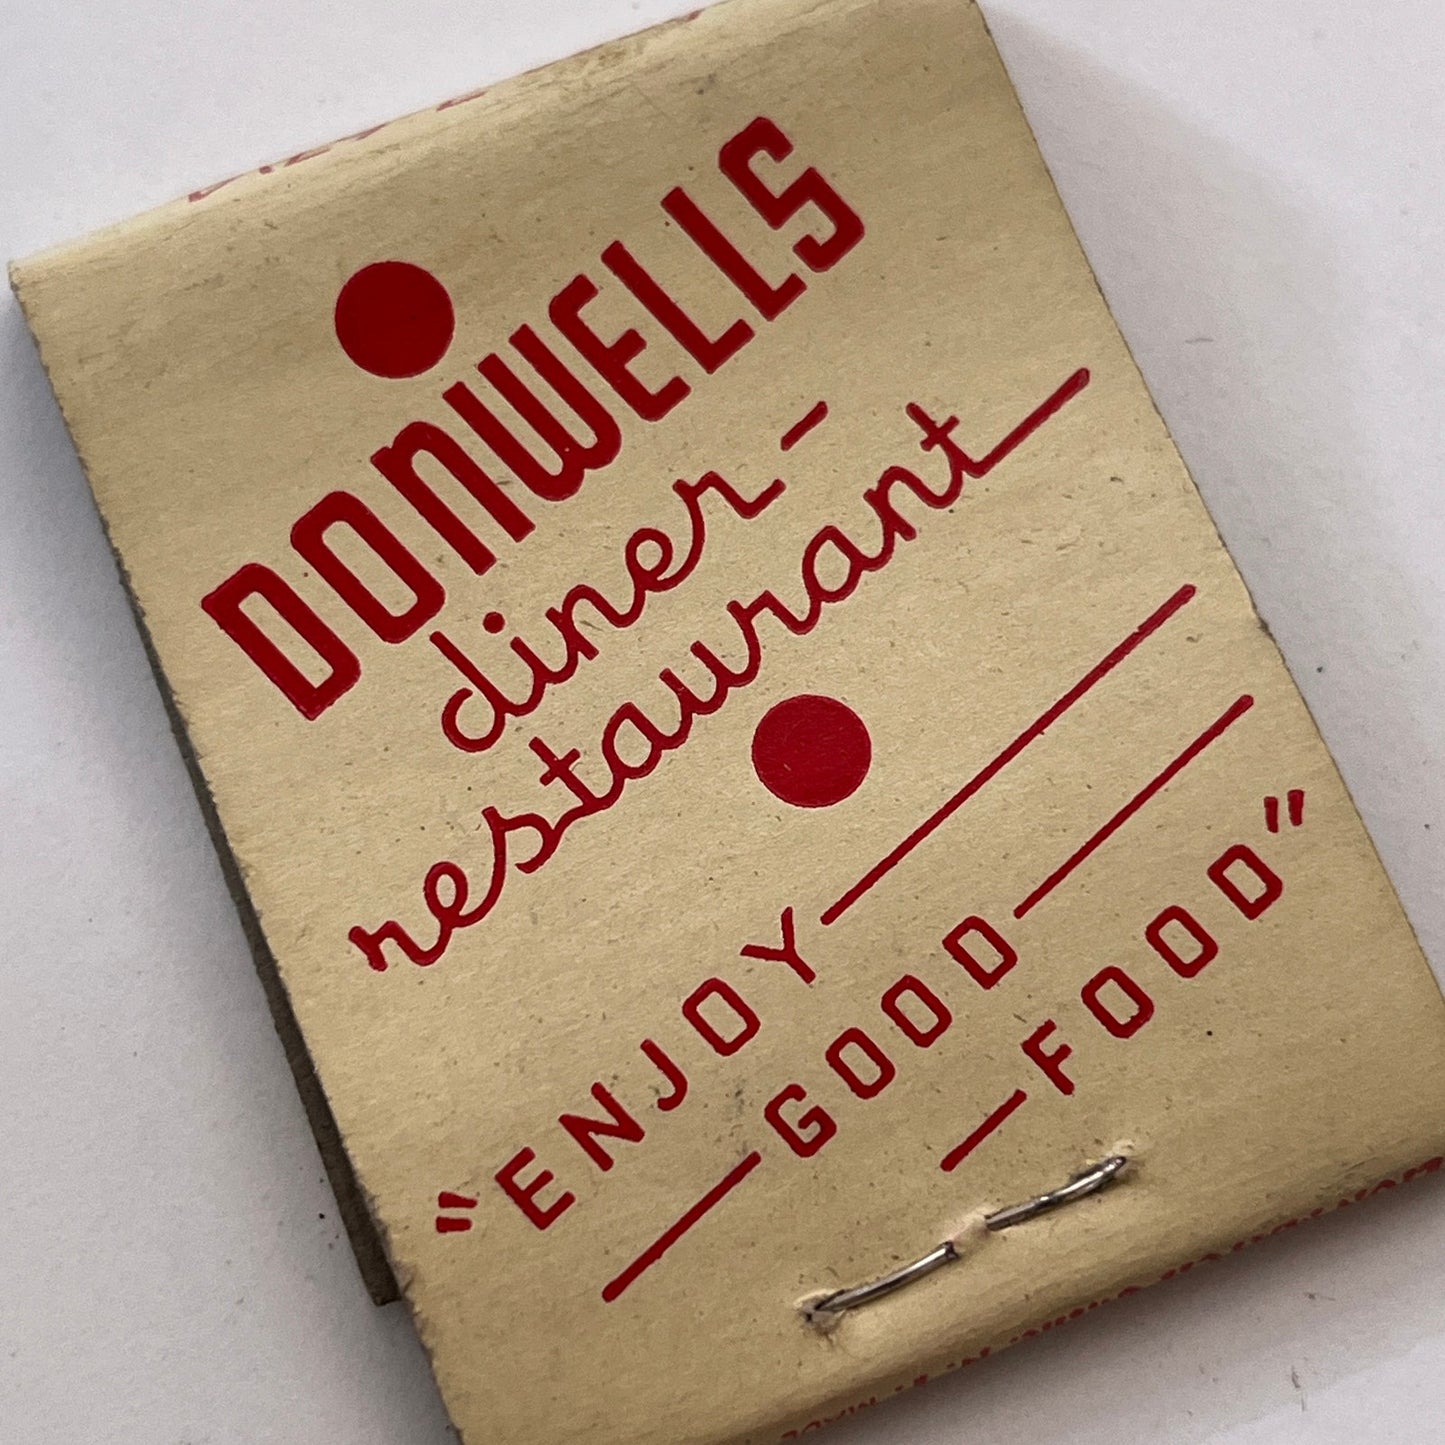 DONWELLS
diner-
restaurant
"ENJOY
GOOD
FOOD"